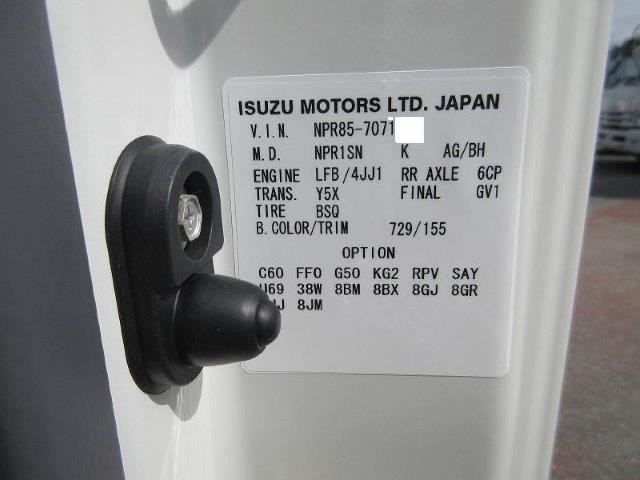 ISUZU MOTORS LTD. JAPAN
V.I.N. NPR85-7071
M.D. NPR1SN K AG/BH
ENGINE LFB/4JJ1 RR AXLE 6CP
TRANS. Y5X FINAL GV1
TIRE BSQ
B.COLOR/TRIM 729/155
OPTION
C60 FFO G50 KG2 RPV SAY
38W 8BM 8BX 8GJ 8GR
8JM